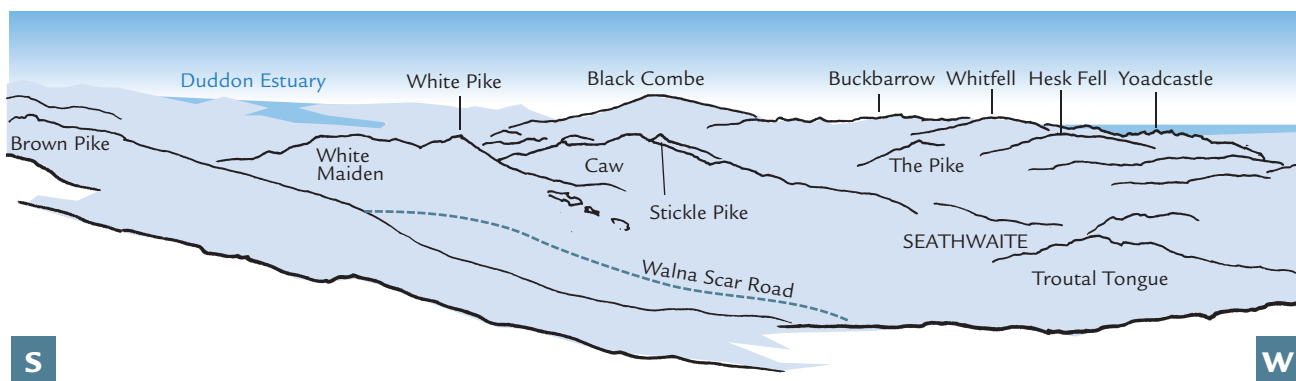 Duddon Estuary
White Pike
Black Combe
Buckbarrow
Whitfell
Hesk Fell
Yoadcastle
Brown Pike
White
Maiden
Caw
The Pike
Stickle Pike
SEATHWAITE
Walna Scar Road
Troutal Tongue
S
W